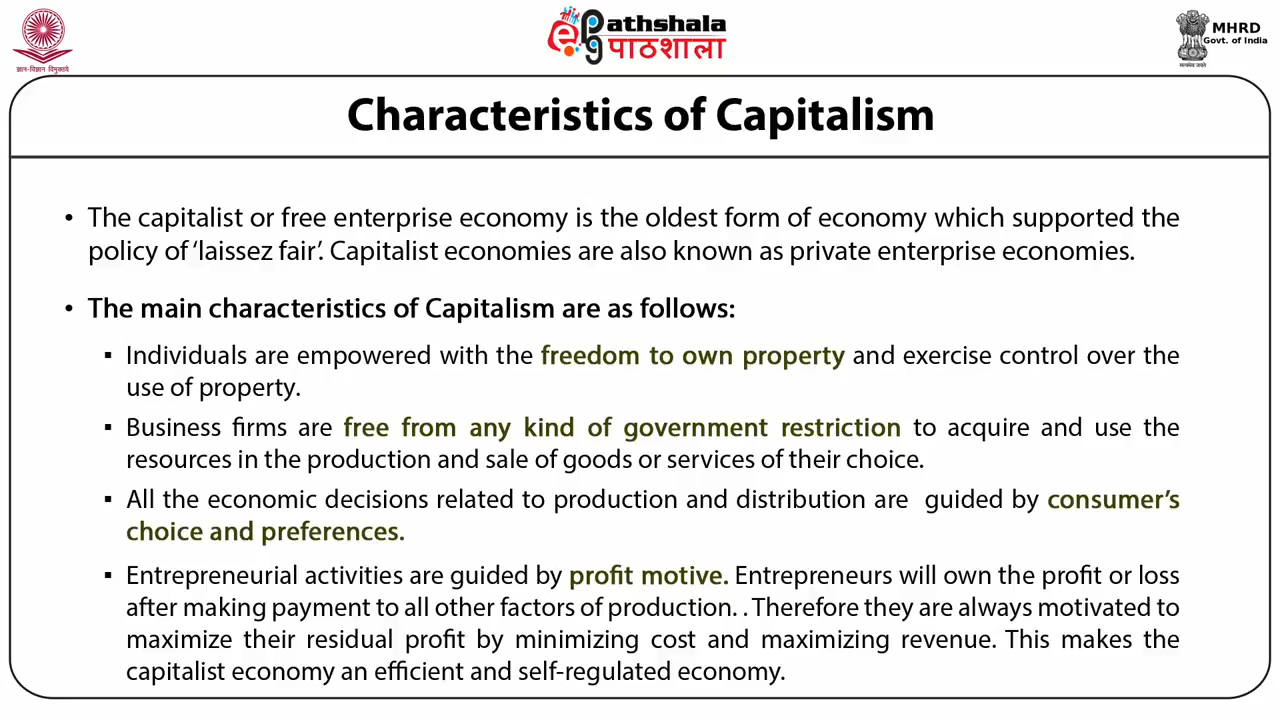 ज्ञान-विज्ञान विमुक्तये
ePathshala
पाठशाला
MHRD
Govt. of India
सत्यमेव जयते
Characteristics of Capitalism
• The capitalist or free enterprise economy is the oldest form of economy which supported the
policy of ‘laissez fair’. Capitalist economies are also known as private enterprise economies.
• The main characteristics of Capitalism are as follows:
▪ Individuals are empowered with the freedom to own property and exercise control over the
use of property.
▪ Business firms are free from any kind of government restriction to acquire and use the
resources in the production and sale of goods or services of their choice.
▪ All the economic decisions related to production and distribution are guided by consumer’s
choice and preferences.
▪ Entrepreneurial activities are guided by profit motive. Entrepreneurs will own the profit or loss
after making payment to all other factors of production. . Therefore they are always motivated to
maximize their residual profit by minimizing cost and maximizing revenue. This makes the
capitalist economy an efficient and self-regulated economy.